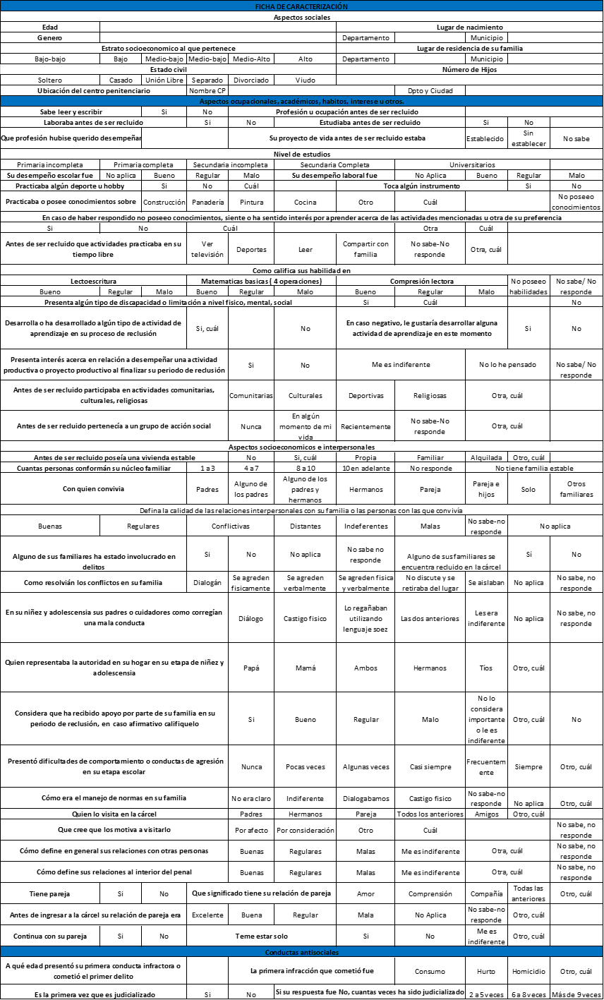 FICHA DE CARACTERIZACIÓN
Aspectos sociales
Edad Lugar de nacimiento
Genero Departamento Municipio
Estrato socioeconomico al que pertenece Lugar de residencia de su familia
Bajo-bajo Bajo Medio-bajo Medio-bajo Medio-Alto Alto Departamento Municipio
Estado civil Número de Hijos
Soltero Casado Unión Libre Separado Divorciado Viudo
Ubicación del centro penitenciario Nombre CP Dpto y Ciudad
Aspectos ocupacionales, académicos, habitos, interese u otros.
Sabe leer y escribir Si No Profesión u ocupación antes de ser recluido
Laboraba antes de ser recluido Si No Estudiaba antes de ser recluido Si No
Que profesión hubise querido desempeñar Su proyecto de vida antes de ser recluido estaba Establecido Sin establecer No sabe
Nivel de estudios
Primaria incompleta Primaria completa Secundaria incompleta Secundaria Completa Universitarios
Su desempeño escolar fue No aplica Bueno Regular Malo Su desempeño laboral fue No Aplica Bueno Regular Malo
Practicaba algún deporte u hobby Si No Cuál Toca algún instrumento Si No
Practicaba o posee conocimientos sobre Construcción Panadería Pintura Cocina Otro Cuál No poseeo conocimientos
En caso de haber respondido no poseeo conocimientos, siente o ha sentido interés por aprender acerca de las actividades mencionadas u otra de su preferencia
Si No Cuál Otra Cuál
Antes de ser recluido que actividades practicaba en su tiempo libre Ver televisión Deportes Leer Compartir con familia No sabe-No responde Otra, cuál
Como califica sus habilidad en
Lectoescritura Matematicas basicas ( 4 operaciones) Compresión lectora No poseeo habilidades No sabe/ No responde
Bueno Regular Malo Bueno Regular Malo Bueno Regular Malo
Presenta algún tipo de discapacidad o limitación a nivel fisico, mental, social Si Cuál No
Desarrolla o ha desarrollado algún tipo de actividad de aprendizaje en su proceso de reclusión Si, cuál No En caso negativo, le gustaría desarrollar alguna actividad de aprendizaje en este momento Si No
Presenta interés acerca en relación a desempeñar una actividad productiva o proyecto productivo al finalizar su periodo de reclusión Si No Me es indiferente No lo he pensado No sabe/ No responde
Antes de ser recluido participaba en actividades comunitarias, culturales, religiosas Comunitarias Culturales Deportivas Religiosas Otra, cuál
Antes de ser recluido pertenecía a un grupo de acción social Nunca En algún momento de mi vida Recientemente No sabe-No responde Otra, cuál
Aspectos socioeconomicos e interpersonales
Antes de ser recluido poseía una vivienda estable No Si, cuál Propia Familiar Alquilada Otro, cuál
Cuantas personas conformán su núcleo familiar 1 a 3 4 a 7 8 a 10 10 en adelante No responde No tiene familia estable
Con quien convivia Padres Alguno de los padres Alguno de los padres y hermanos Hermanos Pareja Pareja e hijos Solo Otros familiares
Defina la calidad de las relaciones interpersonales con su familia o las personas con las que convivía
Buenas Regulares Conflictivas Distantes Indeferentes Malas No sabe-no responde No aplica
Alguno de sus familiares ha estado involucrado en delitos Si No No aplica No sabe no responde Alguno de sus familiares se encuentra recluido en la cárcel Sí No
Como resolvián los conflictos en su familia Dialogán Se agreden fisicamente Se agreden verbalmente Se agreden fisica y verbalmente No discute y se retiraba del lugar Se aislaban No aplica No sabe, no responde
En su niñez y adolescensia sus padres o cuidadores como corregían una mala conducta Diálogo Castigo fisico Lo regañaban utilizando lenguaje soez Las dos anteriores Les era indiferente No aplica No sabe, no responde
Quien representaba la autoridad en su hogar en su etapa de niñez y adolescensia Papá Mamá Ambos Hermanos Tíos Otro, cuál
Considera que ha recibido apoyo por parte de su familia en su periodo de reclusión, en caso afirmativo califiquelo Si Bueno Regular Malo No lo considera importante o le es indiferente Otro, cuál No
Presentó dificultades de comportamiento o conductas de agresión en su etapa escolar Nunca Pocas veces Algunas veces Casi siempre Frecuentemente Siempre Otro, cuál
Cómo era el manejo de normas en su familia No era claro Indiferente Dialogabamos Castigo fisico No sabe-no responde No aplica Otro, cuál
Quien lo visita en la cárcel Padres Hermanos Pareja Todos los anteriores Amigos Otro, cuál
Que cree que los motiva a visitarlo Por afecto Por consideración Otro Cuál No sabe, no responde
Cómo define en general sus relaciones con otras personas Buenas Regulares Malas Me es indiferente Otra, cuál No sabe, no responde
Cómo define sus relaciones al interior del penal Buenas Regulares Malas Me es indiferente Otra, cuál No sabe, no responde
Tiene pareja Si No Que significado tiene su relación de pareja Amor Comprensión Compañía Todas las anteriores Otro, cuál
Antes de ingresar a la cárcel su relación de pareja era Excelente Buena Regular Mala No Aplica No sabe-no responde Otro, cuál
Continua con su pareja Si No Teme estar solo Si No Me es indiferente Otro, cuál
Conductas antisociales
A qué edad presentó su primera conducta infractora o cometió el primer delito La primera infracción que cometió fue Consumo Hurto Homicidio Otro, cuál
Es la primera vez que es judicializado Si No Si su respuesta fue No, cuantas veces ha sido judicializado 2 a 5 veces 6 a 8 veces Más de 9 veces